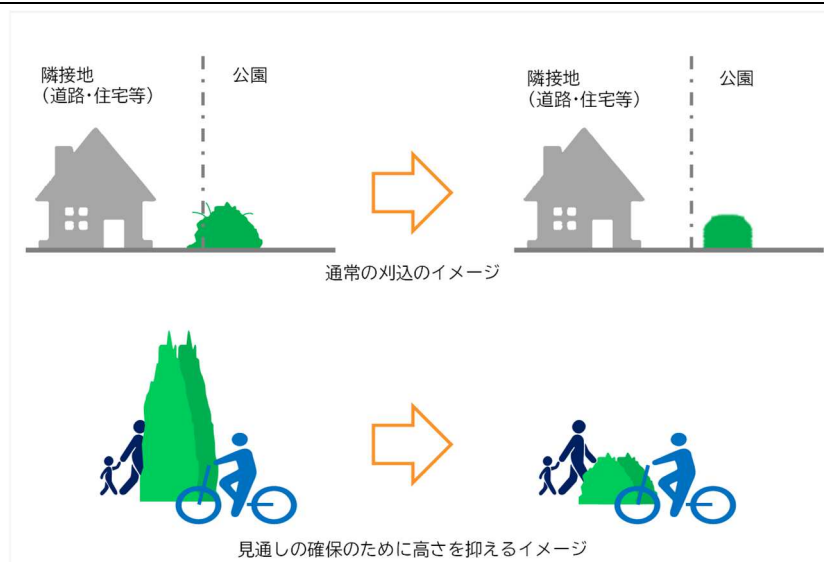 隣接地
（道路・住宅等）
公園
隣接地
（道路・住宅等）
公園
通常の刈込のイメージ
見通しの確保のために高さを抑えるイメージ